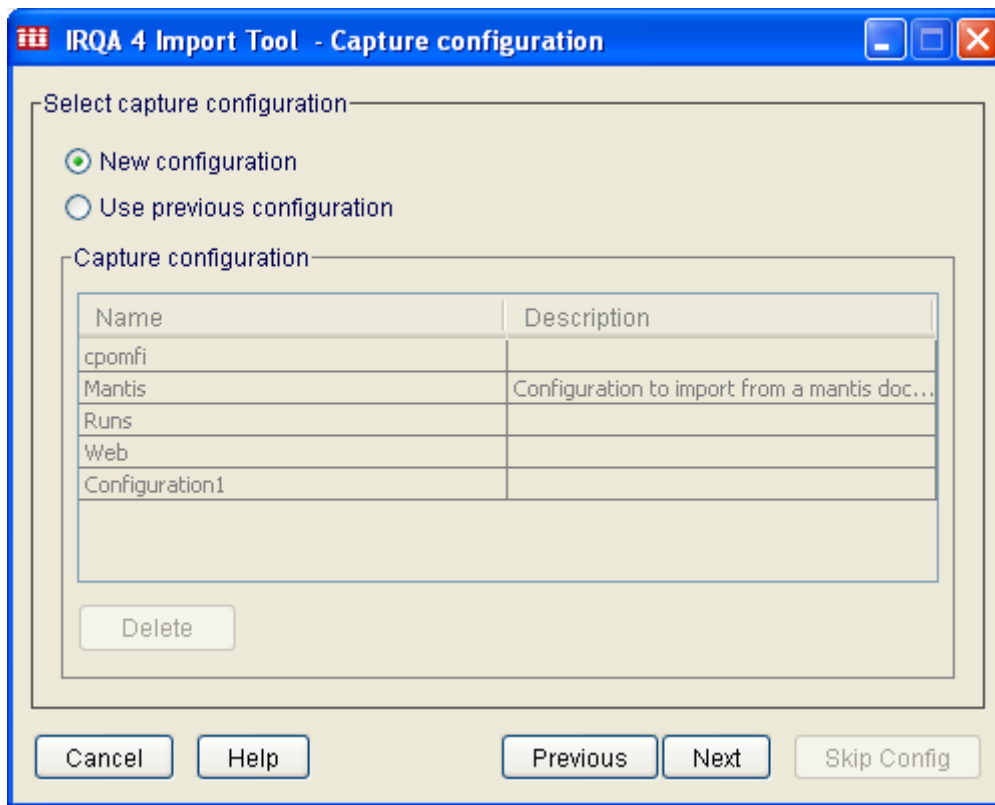 IRQA 4 Import Tool - Capture configuration
Select capture configuration
New configuration
Use previous configuration
Capture configuration
Name Description
cpomfi
Mantis Configuration to import from a mantis doc...
Runs
Web
Configuration1
Delete
Cancel Help Previous Next Skip Config